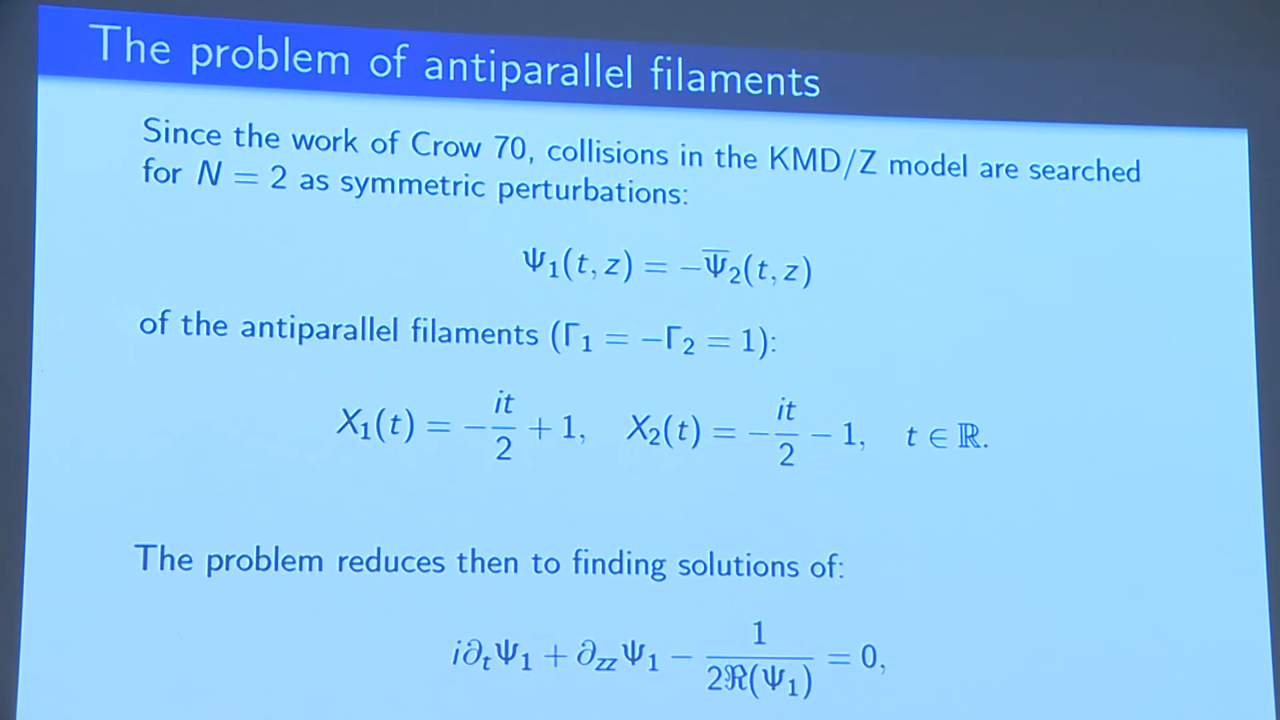 The problem of antiparallel filaments
Since the work of Crow 70, collisions in the KMD/Z model are searched
for N = 2 as symmetric perturbations:
Ψ₁(t, z) = −Ψ̅₂(t, z)
of the antiparallel filaments (Γ₁ = −Γ₂ = 1):
X₁(t) = −it/2 + 1, X₂(t) = −it/2 − 1, t ∈ ℝ.
The problem reduces then to finding solutions of:
i∂ₜΨ₁ + ∂_zzΨ₁ − 1/(2ℜ(Ψ₁)) = 0,